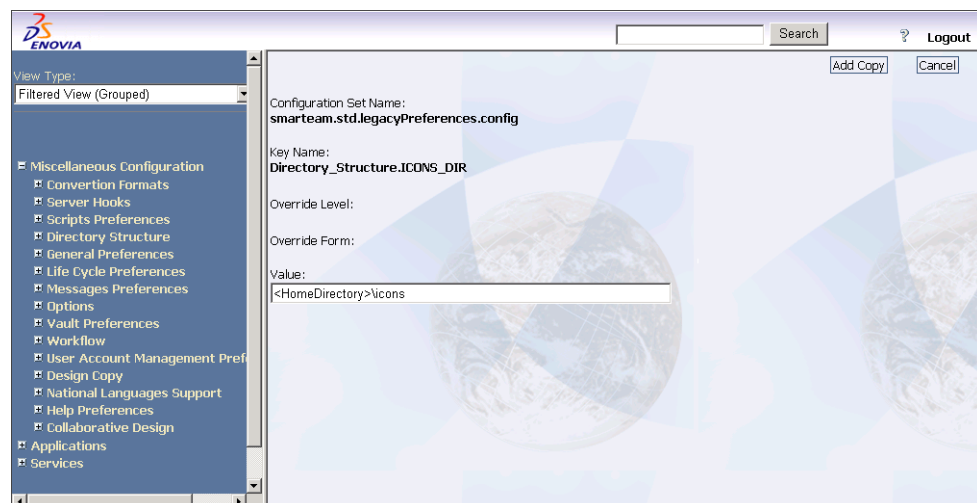 ENOVIA
Search
? Logout
View Type:
Filtered View (Grouped)
Add Copy Cancel
Configuration Set Name:
smarteam.std.legacyPreferences.config
Key Name:
Directory_Structure.ICONS_DIR
Override Level:
Override Form:
Value:
<HomeDirectory>\icons
Miscellaneous Configuration
Convertion Formats
Server Hooks
Scripts Preferences
Directory Structure
General Preferences
Life Cycle Preferences
Messages Preferences
Options
Vault Preferences
Workflow
User Account Management Pref
Design Copy
National Languages Support
Help Preferences
Collaborative Design
Applications
Services